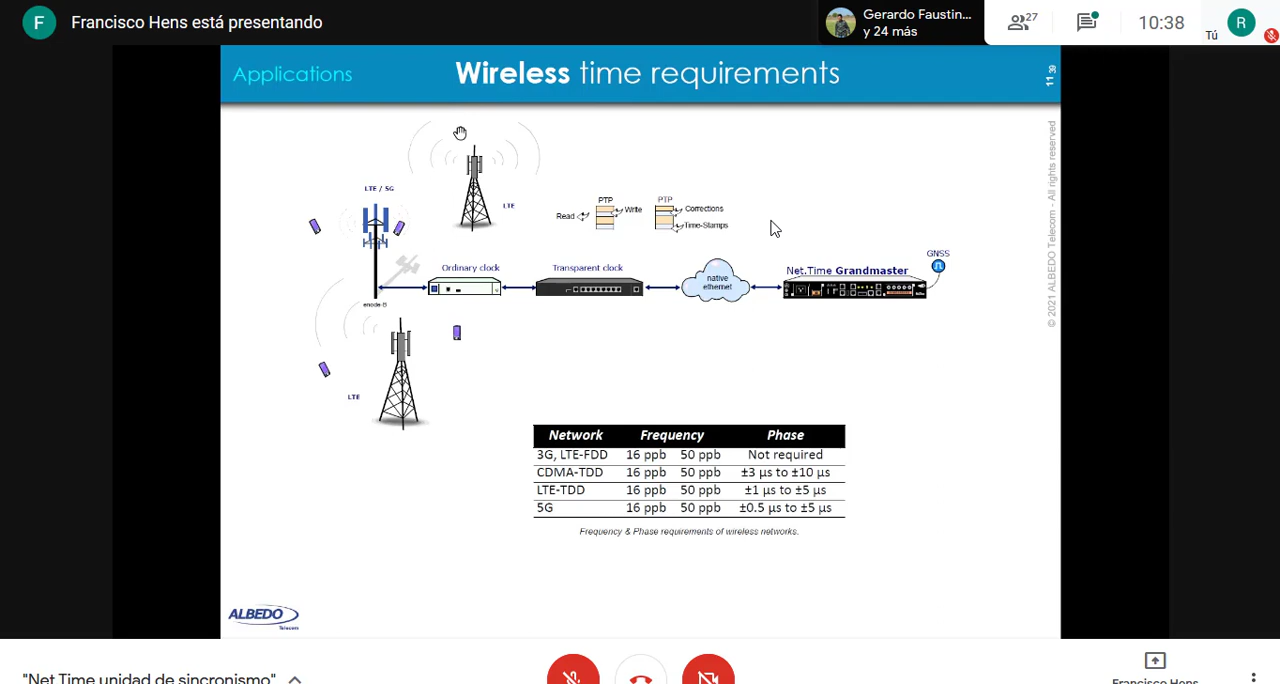 F
Francisco Hens está presentando
Gerardo Faustin...
y 24 más
27
10:38
Tú
R
Applications
Wireless time requirements
11 39
© 2021 ALBEDO Telecom - All rights reserved
LTE / 5G
LTE
PTP
PTP
Read
Write
Corrections
Time-Stamps
Ordinary clock
Transparent clock
native
ethernet
Net.Time Grandmaster
GNSS
enode-B
LTE
Network Frequency Phase
3G, LTE-FDD 16 ppb 50 ppb Not required
CDMA-TDD 16 ppb 50 ppb ±3 µs to ±10 µs
LTE-TDD 16 ppb 50 ppb ±1 µs to ±5 µs
5G 16 ppb 50 ppb ±0.5 µs to ±5 µs
Frequency & Phase requirements of wireless networks.
ALBEDO
Telecom
"Net Time unidad de sincronismo"
Francisco Hens